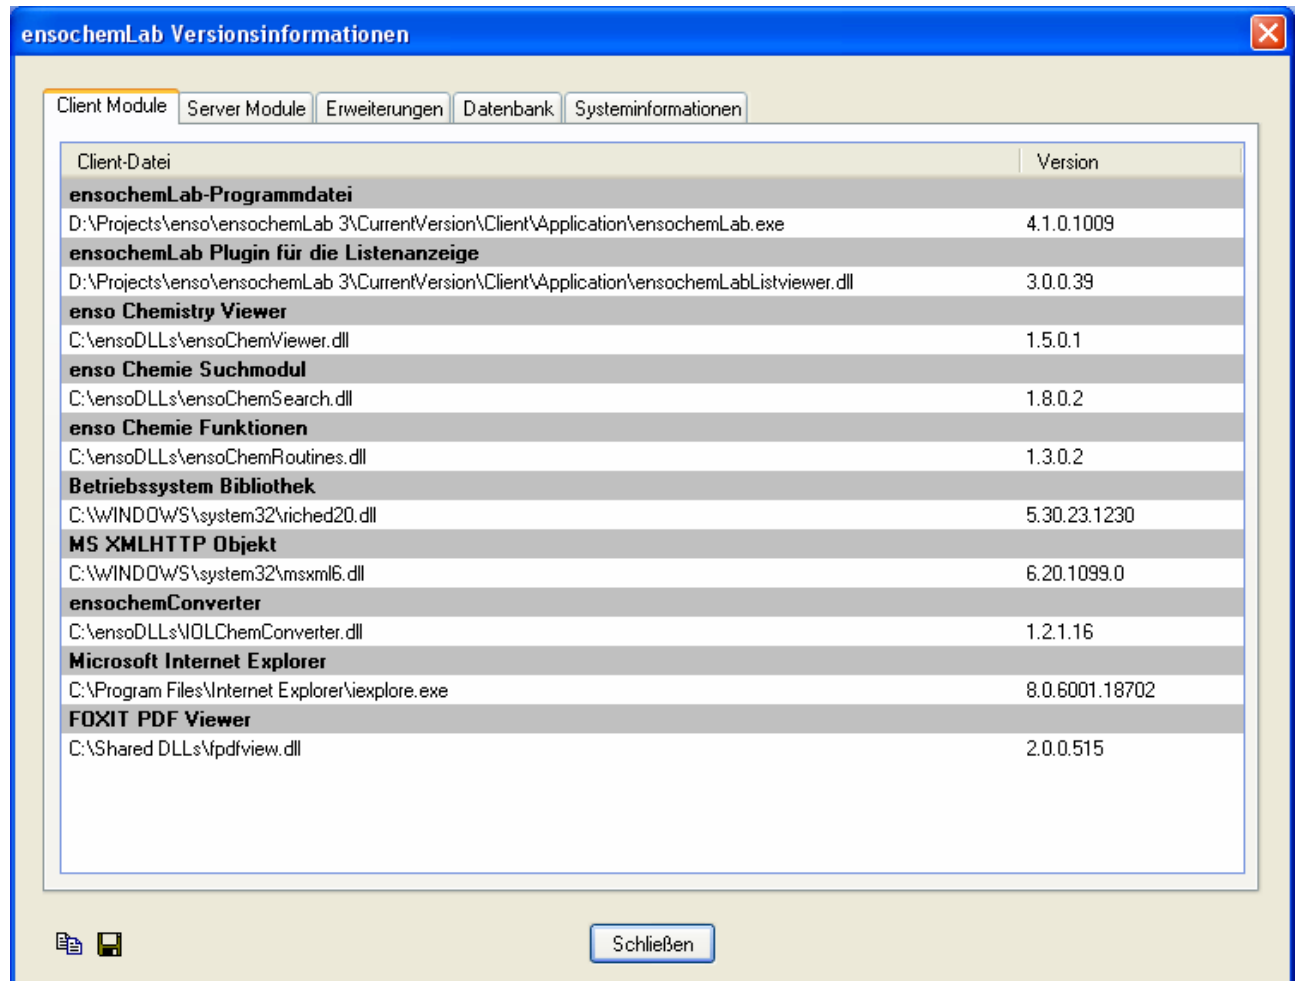 ensochemLab Versionsinformationen
Client Module Server Module Erweiterungen Datenbank Systeminformationen
Client-Datei Version
ensochemLab-Programmdatei
D:\Projects\enso\ensochemLab 3\CurrentVersion\Client\Application\ensochemLab.exe 4.1.0.1009
ensochemLab Plugin für die Listenanzeige
D:\Projects\enso\ensochemLab 3\CurrentVersion\Client\Application\ensochemLabListviewer.dll 3.0.0.39
enso Chemistry Viewer
C:\ensoDLLs\ensoChemViewer.dll 1.5.0.1
enso Chemie Suchmodul
C:\ensoDLLs\ensoChemSearch.dll 1.8.0.2
enso Chemie Funktionen
C:\ensoDLLs\ensoChemRoutines.dll 1.3.0.2
Betriebssystem Bibliothek
C:\WINDOWS\system32\riched20.dll 5.30.23.1230
MS XMLHTTP Objekt
C:\WINDOWS\system32\msxml6.dll 6.20.1099.0
ensochemConverter
C:\ensoDLLs\IOLChemConverter.dll 1.2.1.16
Microsoft Internet Explorer
C:\Program Files\Internet Explorer\iexplore.exe 8.0.6001.18702
FOXIT PDF Viewer
C:\Shared DLLs\fpdfview.dll 2.0.0.515
Schließen